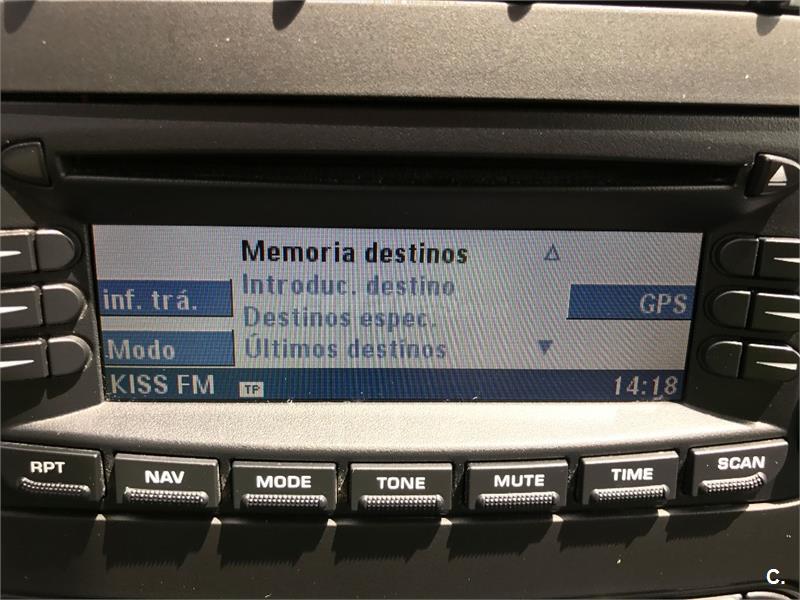 Memoria destinos
Introduc. destino
inf. trá.
GPS
Destinos espec.
Modo
Últimos destinos
KISS FM TP 14:18
RPT NAV MODE TONE MUTE TIME SCAN
C.